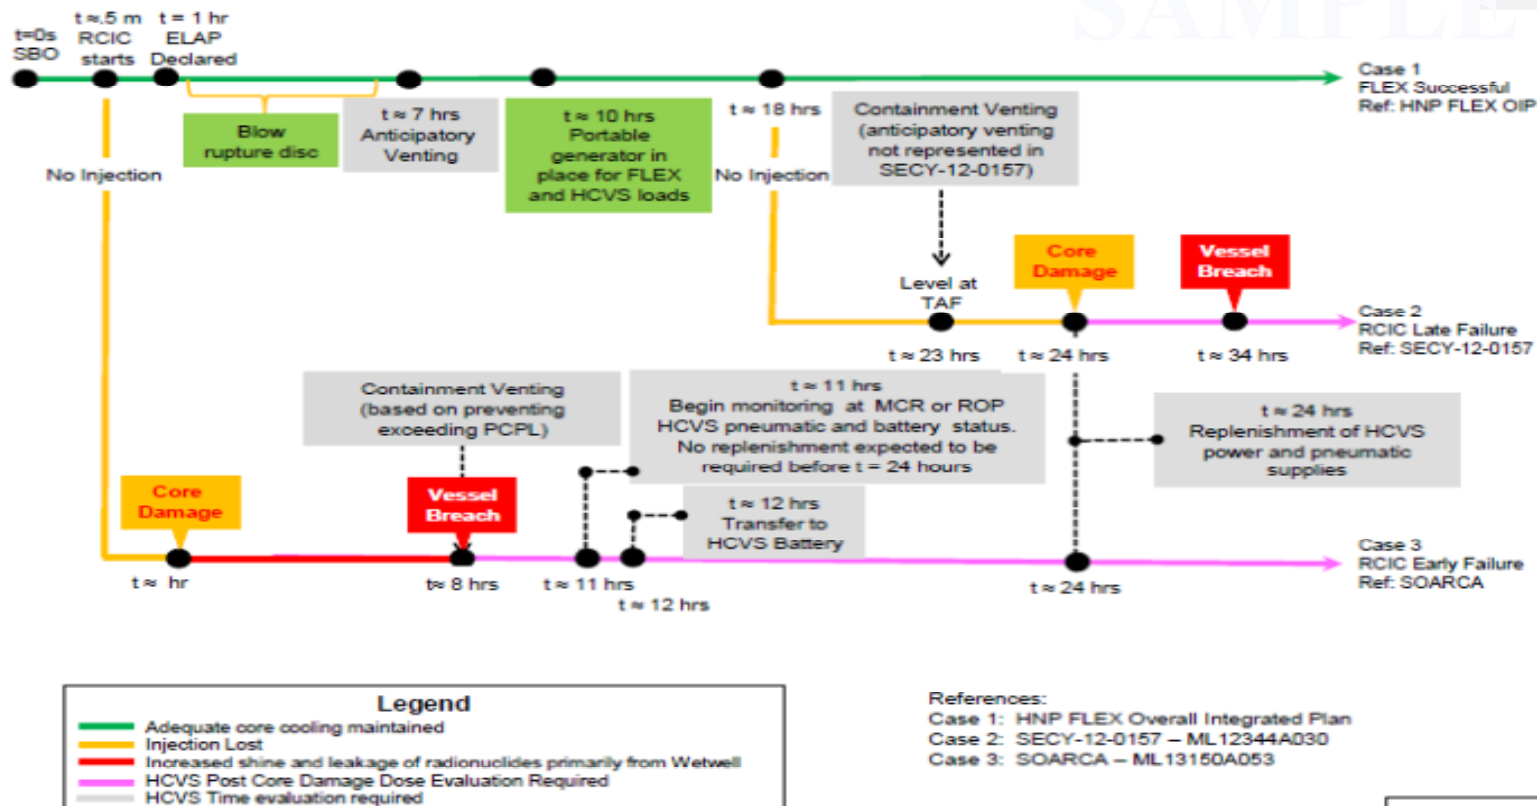 SAMPLE
t=0s
SBO
t ≈.5 m
RCIC
starts
t = 1 hr
ELAP
Declared
Case 1
FLEX Successful
Ref: HNP FLEX OIP
Blow
rupture disc
t ≈ 7 hrs
Anticipatory
Venting
t ≈ 10 hrs
Portable
generator in
place for FLEX
and HCVS loads
t ≈ 18 hrs
Containment Venting
(anticipatory venting
not represented in
SECY-12-0157)
No Injection
No Injection
Core
Damage
Vessel
Breach
Level at
TAF
Case 2
RCIC Late Failure
Ref: SECY-12-0157
t ≈ 23 hrs
t ≈ 24 hrs
t ≈ 34 hrs
Containment Venting
(based on preventing
exceeding PCPL)
t ≈ 11 hrs
Begin monitoring at MCR or ROP
HCVS pneumatic and battery status.
No replenishment expected to be
required before t = 24 hours
t ≈ 24 hrs
Replenishment of HCVS
power and pneumatic
supplies
Core
Damage
Vessel
Breach
t ≈ 12 hrs
Transfer to
HCVS Battery
Case 3
RCIC Early Failure
Ref: SOARCA
t ≈ hr
t≈ 8 hrs
t ≈ 11 hrs
t ≈ 12 hrs
t ≈ 24 hrs
Legend
Adequate core cooling maintained
Injection Lost
Increased shine and leakage of radionuclides primarily from Wetwell
HCVS Post Core Damage Dose Evaluation Required
HCVS Time evaluation required
References:
Case 1: HNP FLEX Overall Integrated Plan
Case 2: SECY-12-0157 – ML12344A030
Case 3: SOARCA – ML13150A053